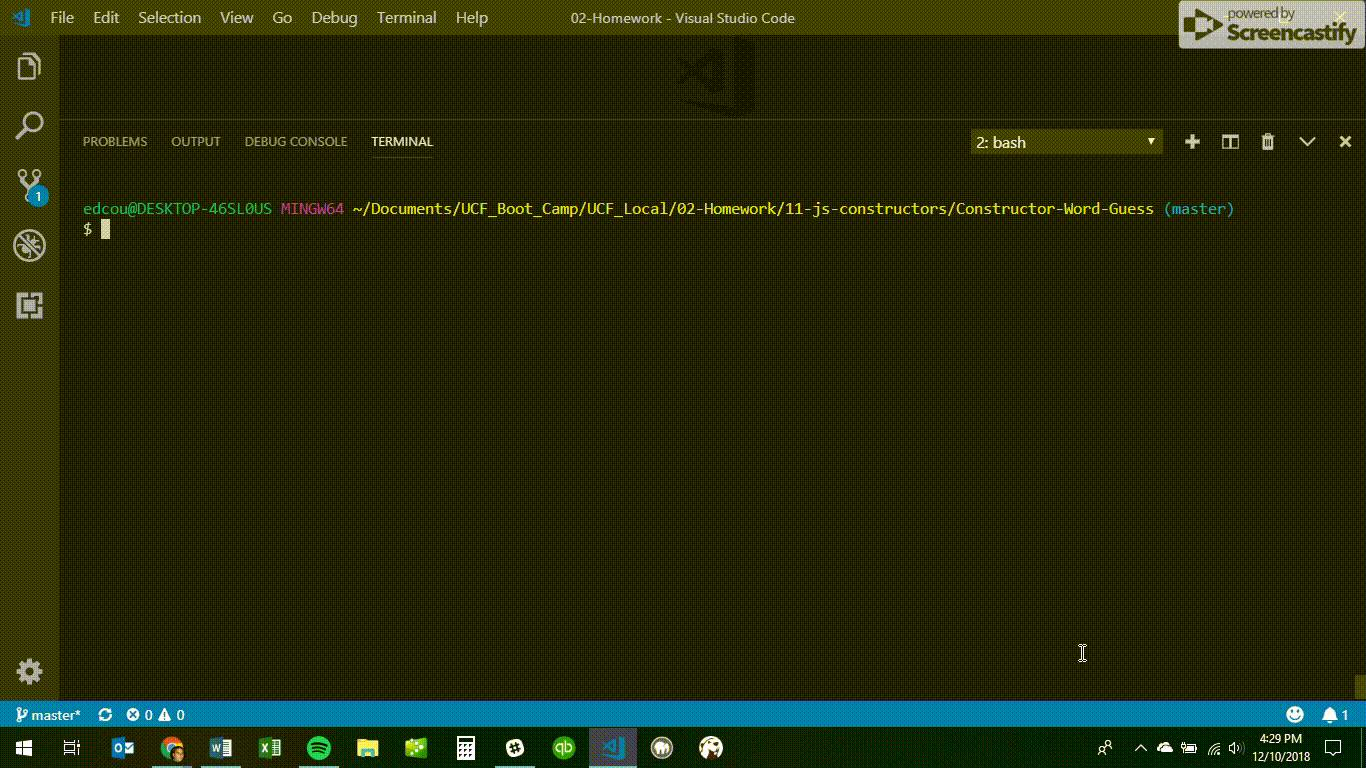 File Edit Selection View Go Debug Terminal Help 02-Homework - Visual Studio Code
powered by
Screencastify
PROBLEMS OUTPUT DEBUG CONSOLE TERMINAL 2: bash
edcou@DESKTOP-46SL0US MINGW64 ~/Documents/UCF_Boot_Camp/UCF_Local/02-Homework/11-js-constructors/Constructor-Word-Guess (master)
$
1
master* 0 0 1
4:29 PM
12/10/2018